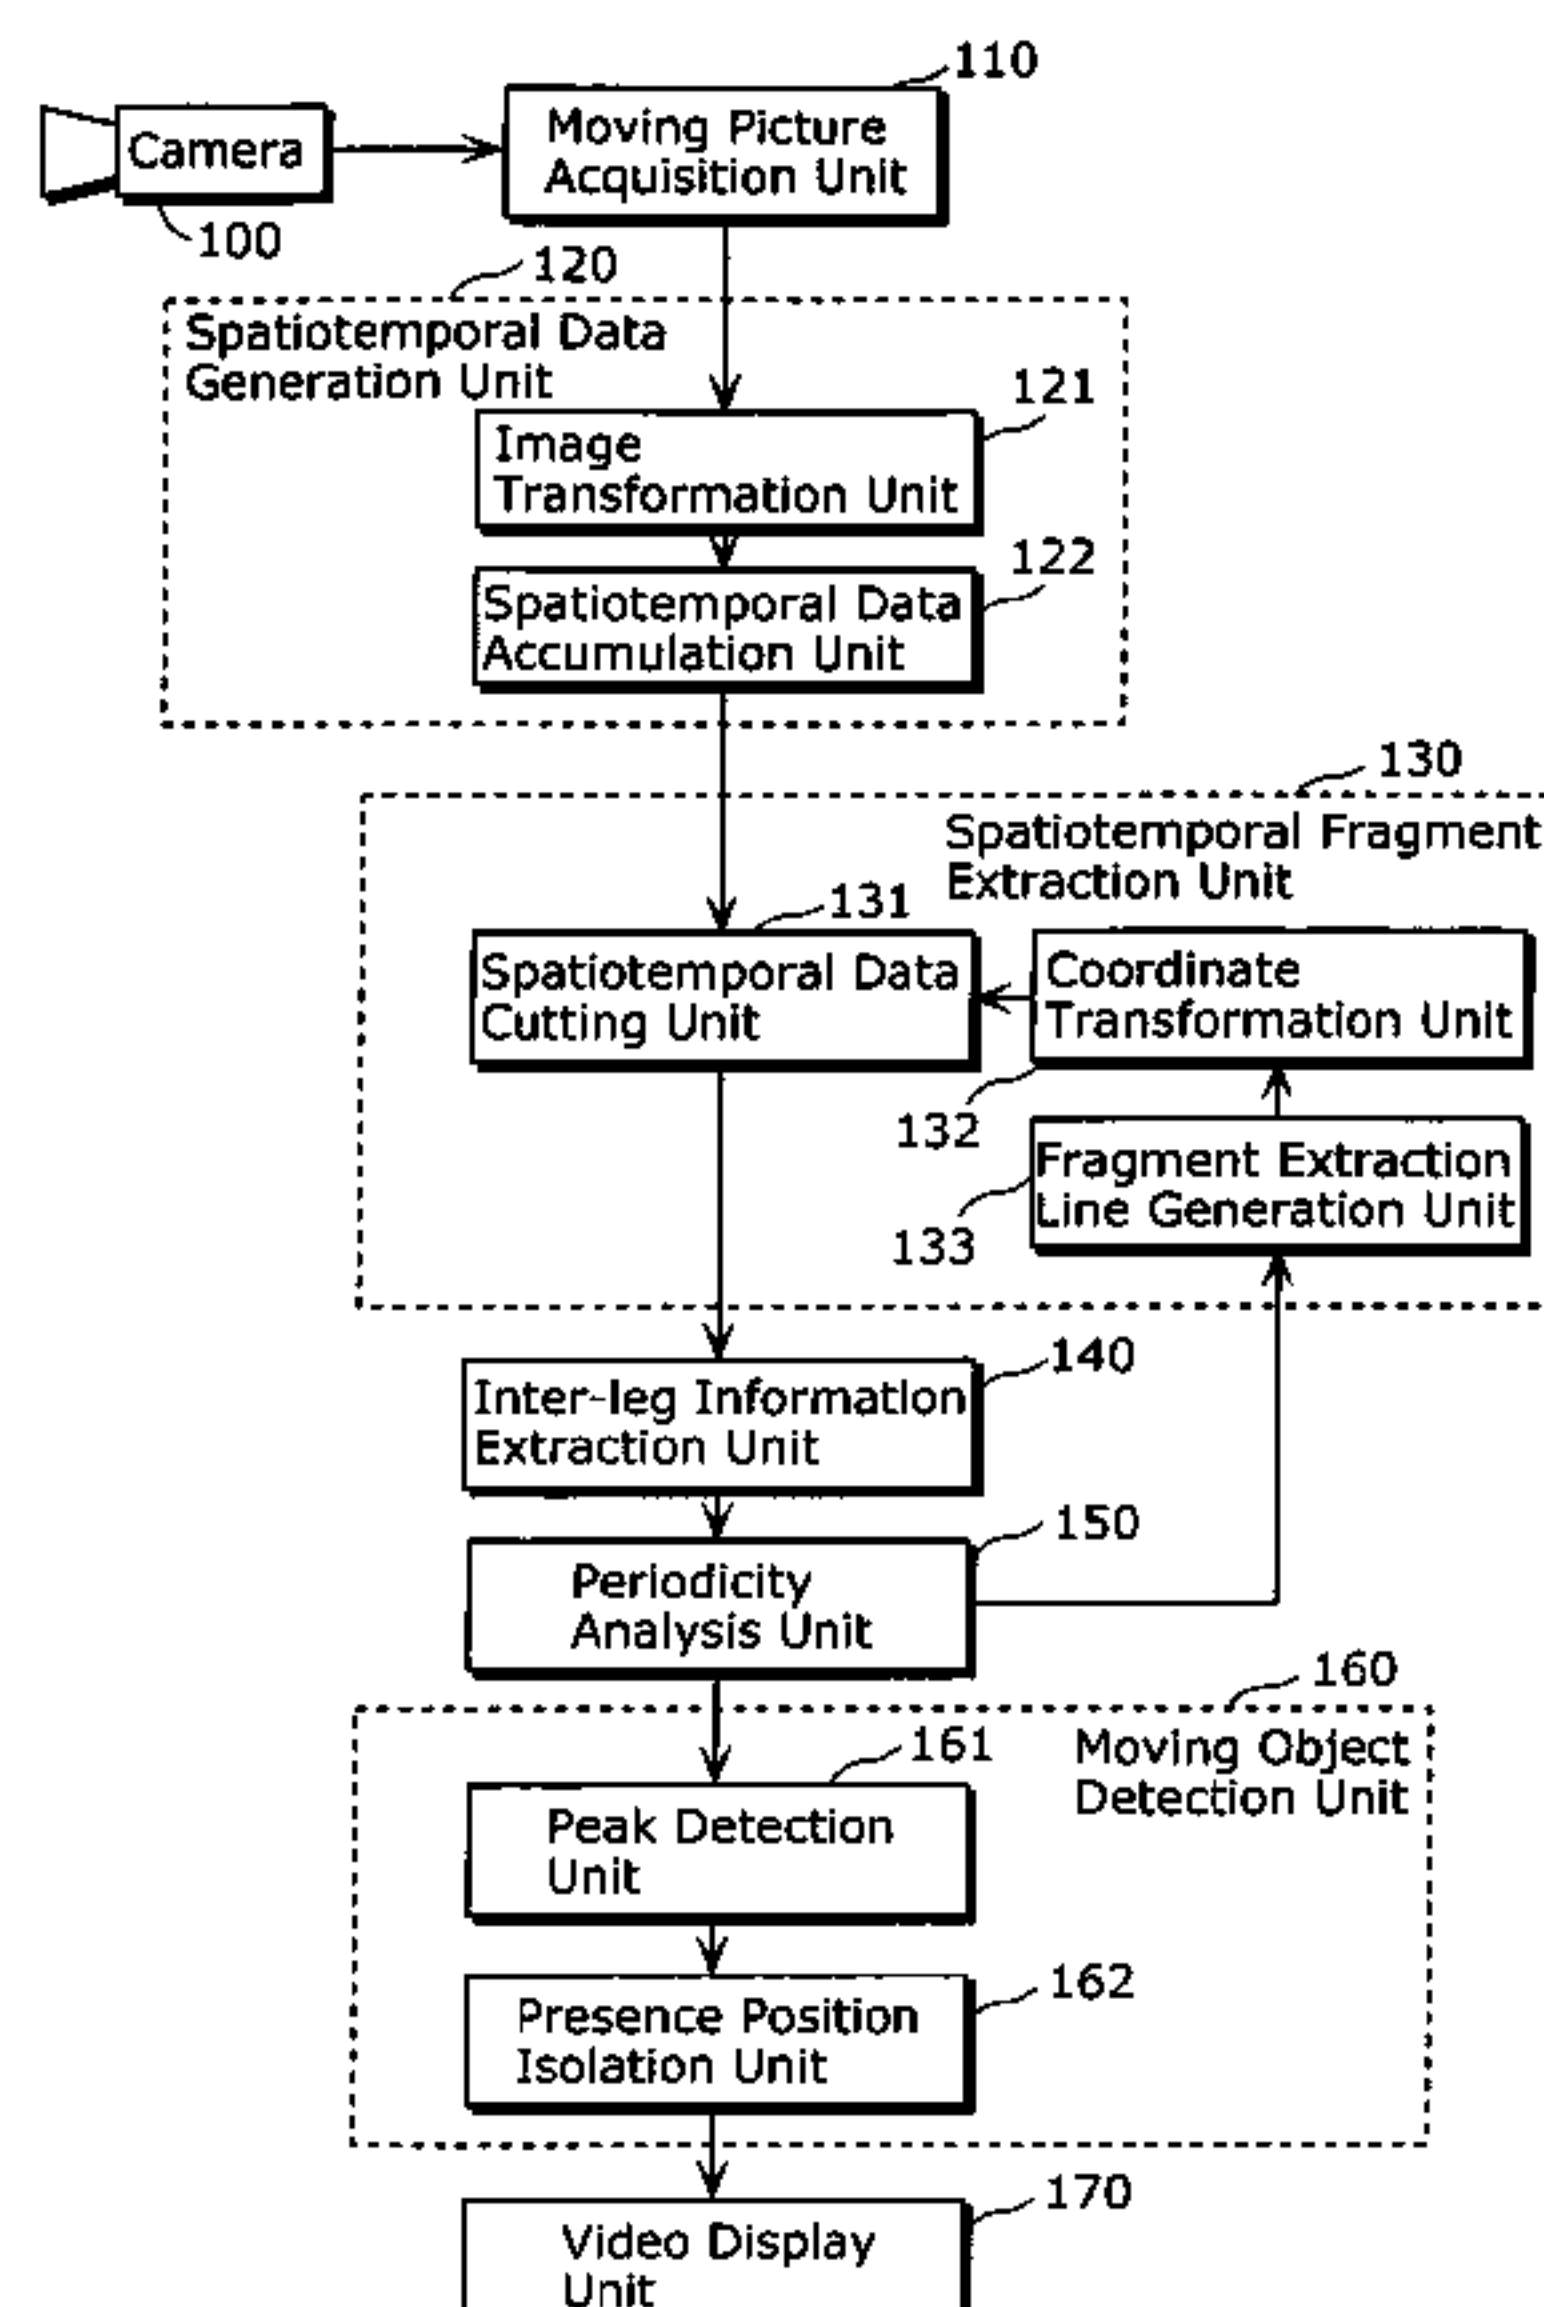 110
Camera
Moving Picture
Acquisition Unit
100
120
Spatiotemporal Data
Generation Unit
121
Image
Transformation Unit
122
Spatiotemporal Data
Accumulation Unit
130
Spatiotemporal Fragment
Extraction Unit
131
Spatiotemporal Data
Cutting Unit
Coordinate
Transformation Unit
132
Fragment Extraction
Line Generation Unit
133
140
Inter-leg Information
Extraction Unit
150
Periodicity
Analysis Unit
160
Moving Object
Detection Unit
161
Peak Detection
Unit
162
Presence Position
Isolation Unit
170
Video Display
Unit